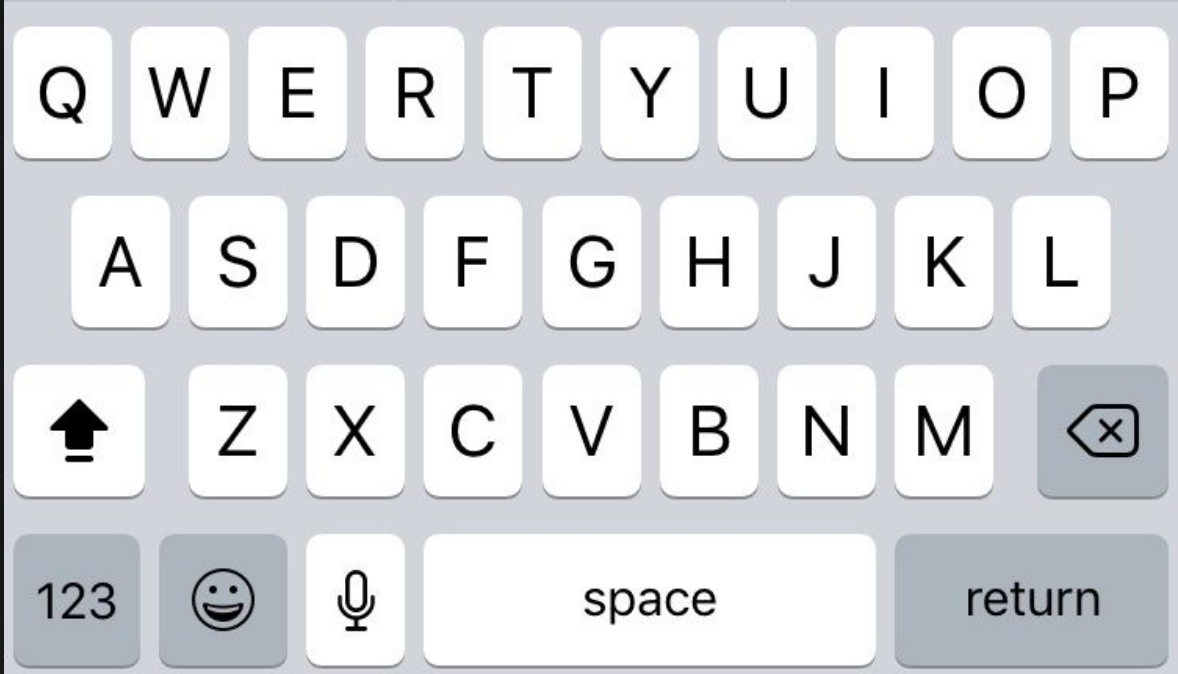 Q W E R T Y U I O P
A S D F G H J K L
Z X C V B N M
123 space return